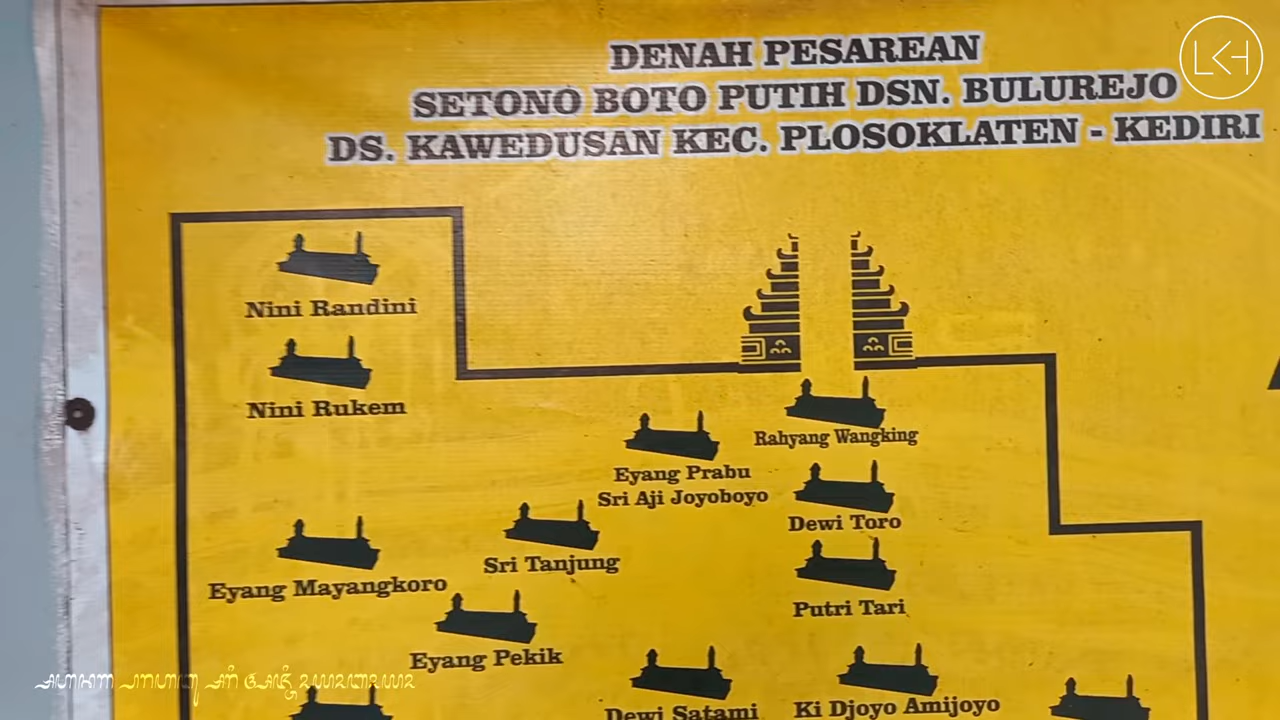 LKH
DENAH PESAREAN
SETONO BOTO PUTIH DSN. BULUREJO
DS. KAWEDUSAN KEC. PLOSOKLATEN - KEDIRI
Nini Randini
Nini Rukem
Rahyang Wangking
Eyang Prabu
Sri Aji Joyoboyo
Dewi Toro
Sri Tanjung
Eyang Mayangkoro
Putri Tari
Eyang Pekik
Dewi Satami
Ki Djoyo Amijoyo